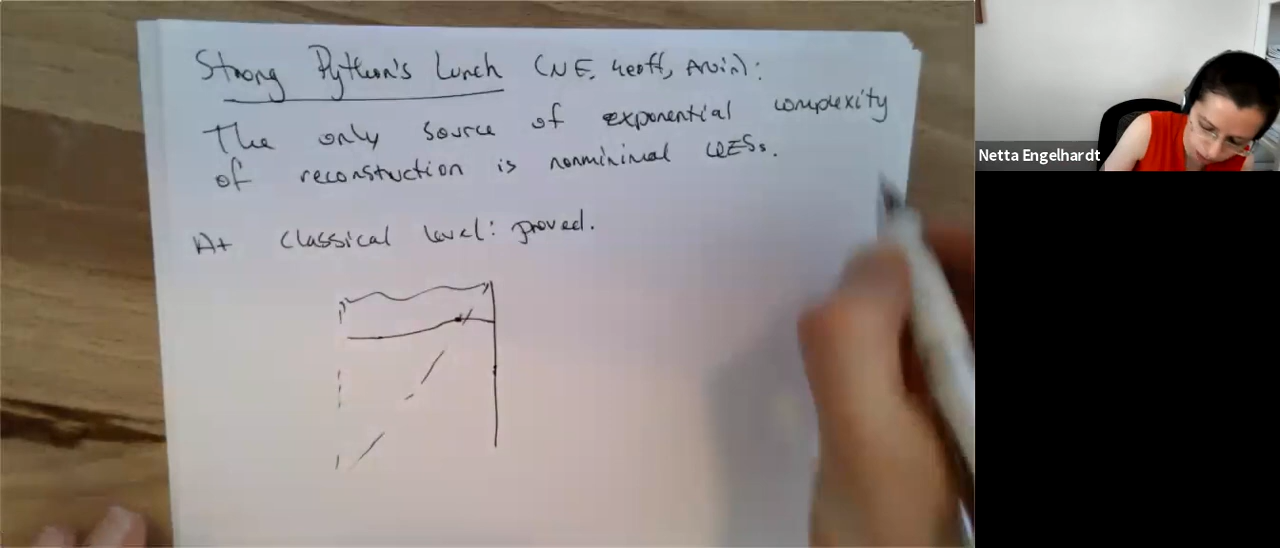 Strong Python's Lunch (NE, Geoff, Arvin):
The only source of exponential complexity
of reconstuction is nonminimal QESs.
At classical level: proved.
Netta Engelhardt